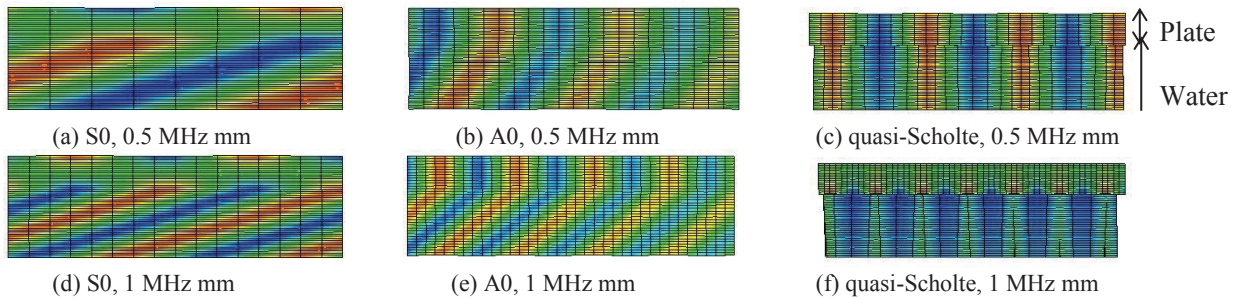 Plate
Water
(a) S0, 0.5 MHz mm
(b) A0, 0.5 MHz mm
(c) quasi-Scholte, 0.5 MHz mm
(d) S0, 1 MHz mm
(e) A0, 1 MHz mm
(f) quasi-Scholte, 1 MHz mm